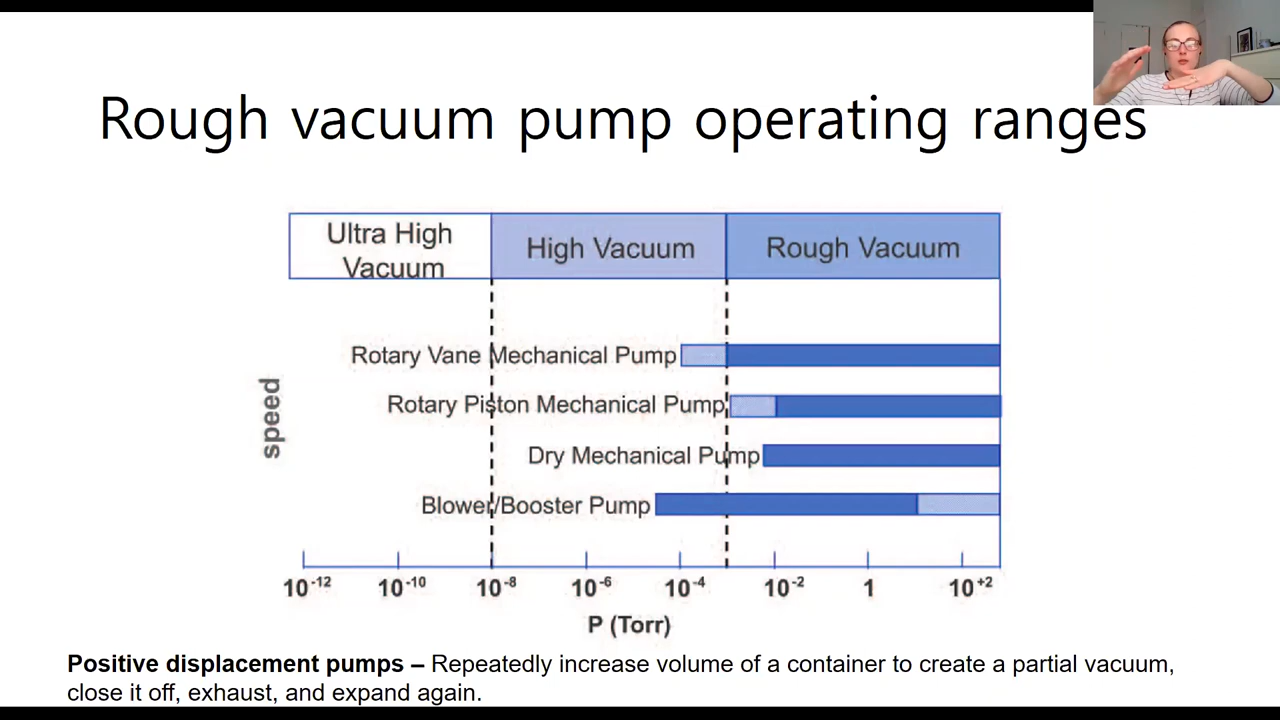 Rough vacuum pump operating ranges
Ultra High
Vacuum
High Vacuum
Rough Vacuum
Rotary Vane Mechanical Pump
Rotary Piston Mechanical Pump
Dry Mechanical Pump
Blower/Booster Pump
speed
10⁻¹² 10⁻¹⁰ 10⁻⁸ 10⁻⁶ 10⁻⁴ 10⁻² 1 10⁺²
P (Torr)
Positive displacement pumps – Repeatedly increase volume of a container to create a partial vacuum,
close it off, exhaust, and expand again.